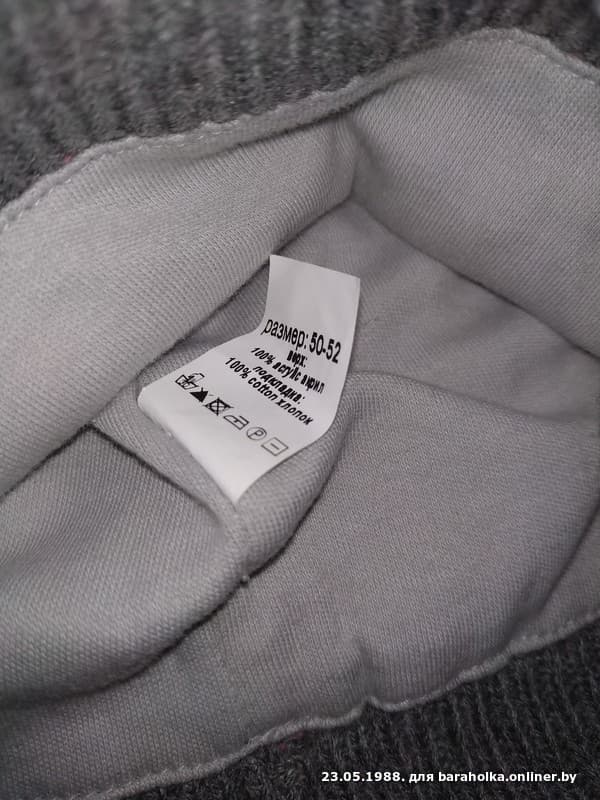 размер: 50-52
верх:
100% acrylic акрил
подкладка:
100% cotton хлопок
P
23.05.1988. для baraholka.onliner.by